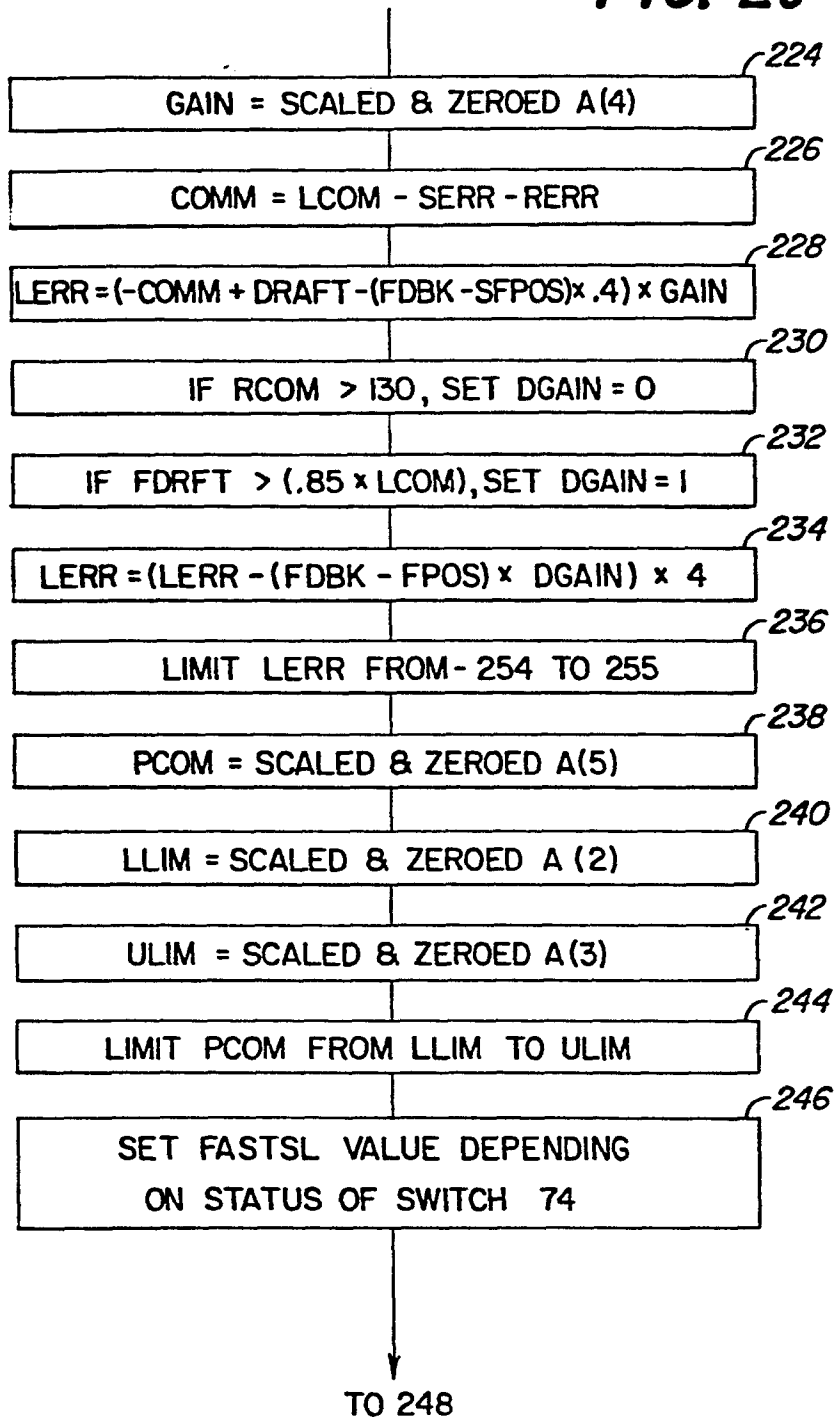 224
GAIN = SCALED & ZEROED A(4)
226
COMM = LCOM - SERR - RERR
228
LERR = (-COMM + DRAFT - (FDBK - SFPOS) x .4) x GAIN
230
IF RCOM > 130, SET DGAIN = 0
232
IF FDRFT > (.85 x LCOM), SET DGAIN = 1
234
LERR = (LERR - (FDBK - FPOS) x DGAIN) x 4
236
LIMIT LERR FROM - 254 TO 255
238
PCOM = SCALED & ZEROED A(5)
240
LLIM = SCALED & ZEROED A (2)
242
ULIM = SCALED & ZEROED A(3)
244
LIMIT PCOM FROM LLIM TO ULIM
246
SET FASTSL VALUE DEPENDING
ON STATUS OF SWITCH 74
TO 248